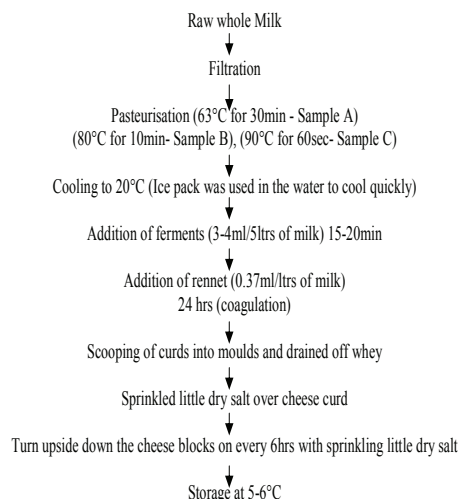 Raw whole Milk
Filtration
Pasteurisation (63°C for 30min - Sample A)
(80°C for 10min- Sample B), (90°C for 60sec- Sample C)
Cooling to 20°C (Ice pack was used in the water to cool quickly)
Addition of ferments (3-4ml/5ltrs of milk) 15-20min
Addition of rennet (0.37ml/ltrs of milk)
24 hrs (coagulation)
Scooping of curds into moulds and drained off whey
Sprinkled little dry salt over cheese curd
Turn upside down the cheese blocks on every 6hrs with sprinkling little dry salt
Storage at 5-6°C